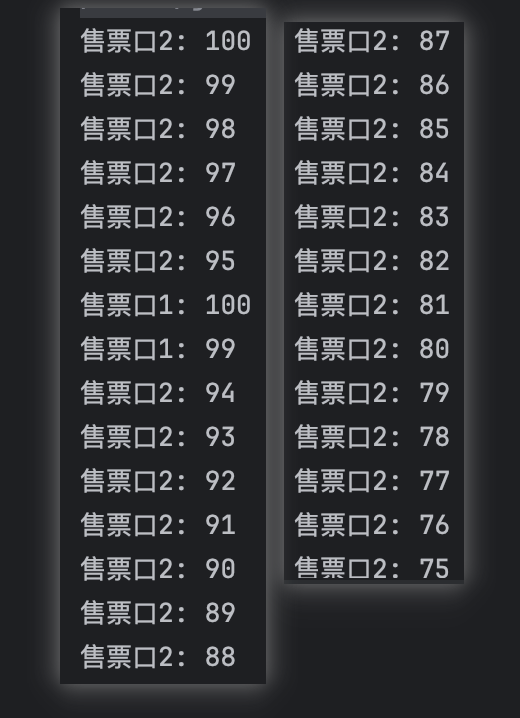 售票口2: 100
售票口2: 99
售票口2: 98
售票口2: 97
售票口2: 96
售票口2: 95
售票口1: 100
售票口1: 99
售票口2: 94
售票口2: 93
售票口2: 92
售票口2: 91
售票口2: 90
售票口2: 89
售票口2: 88
售票口2: 87
售票口2: 86
售票口2: 85
售票口2: 84
售票口2: 83
售票口2: 82
售票口2: 81
售票口2: 80
售票口2: 79
售票口2: 78
售票口2: 77
售票口2: 76
售票口2: 75